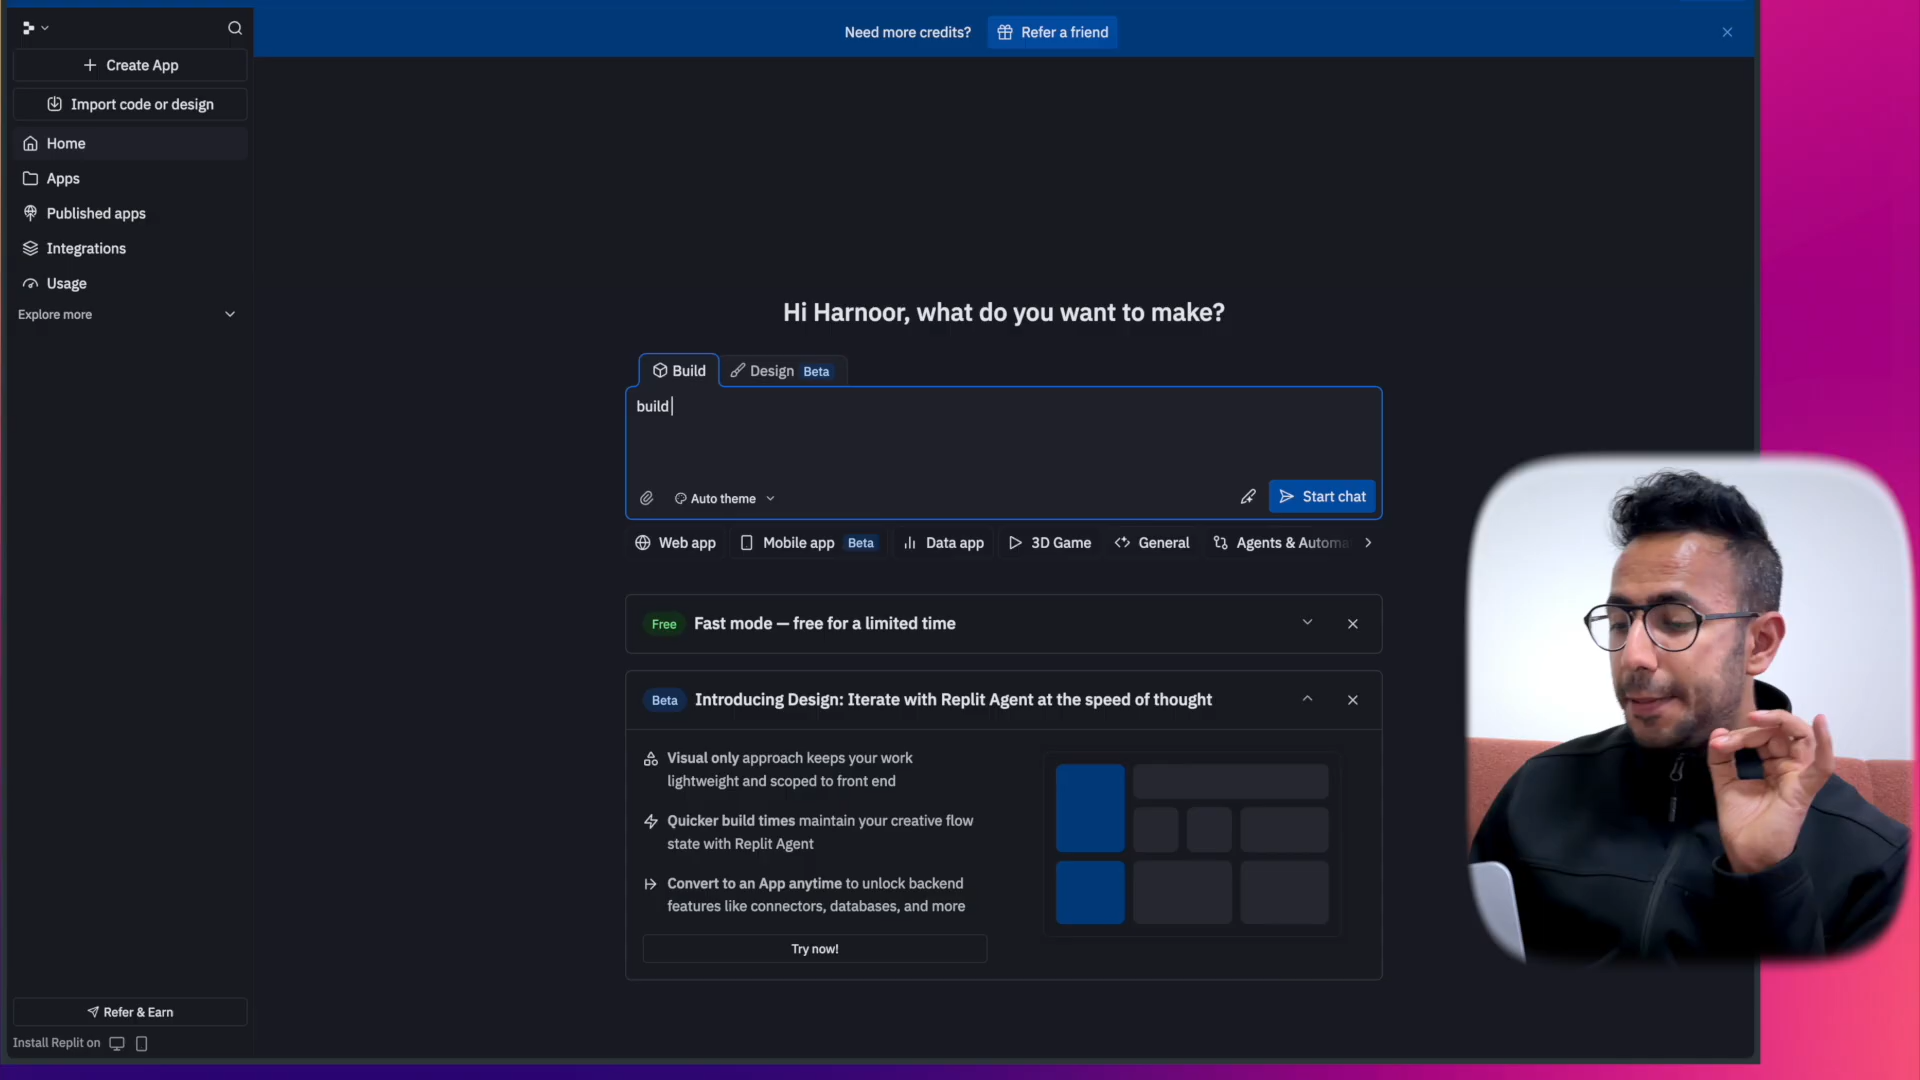 Need more credits?
Refer a friend
Create App
Import code or design
Home
Apps
Published apps
Integrations
Usage
Explore more
Hi Harnoor, what do you want to make?
Build
Design Beta
build
Auto theme
Start chat
Web app
Mobile app Beta
Data app
3D Game
General
Agents & Automa
Free Fast mode — free for a limited time
Beta Introducing Design: Iterate with Replit Agent at the speed of thought
Visual only approach keeps your work
lightweight and scoped to front end
Quicker build times maintain your creative flow
state with Replit Agent
Convert to an App anytime to unlock backend
features like connectors, databases, and more
Try now!
Refer & Earn
Install Replit on